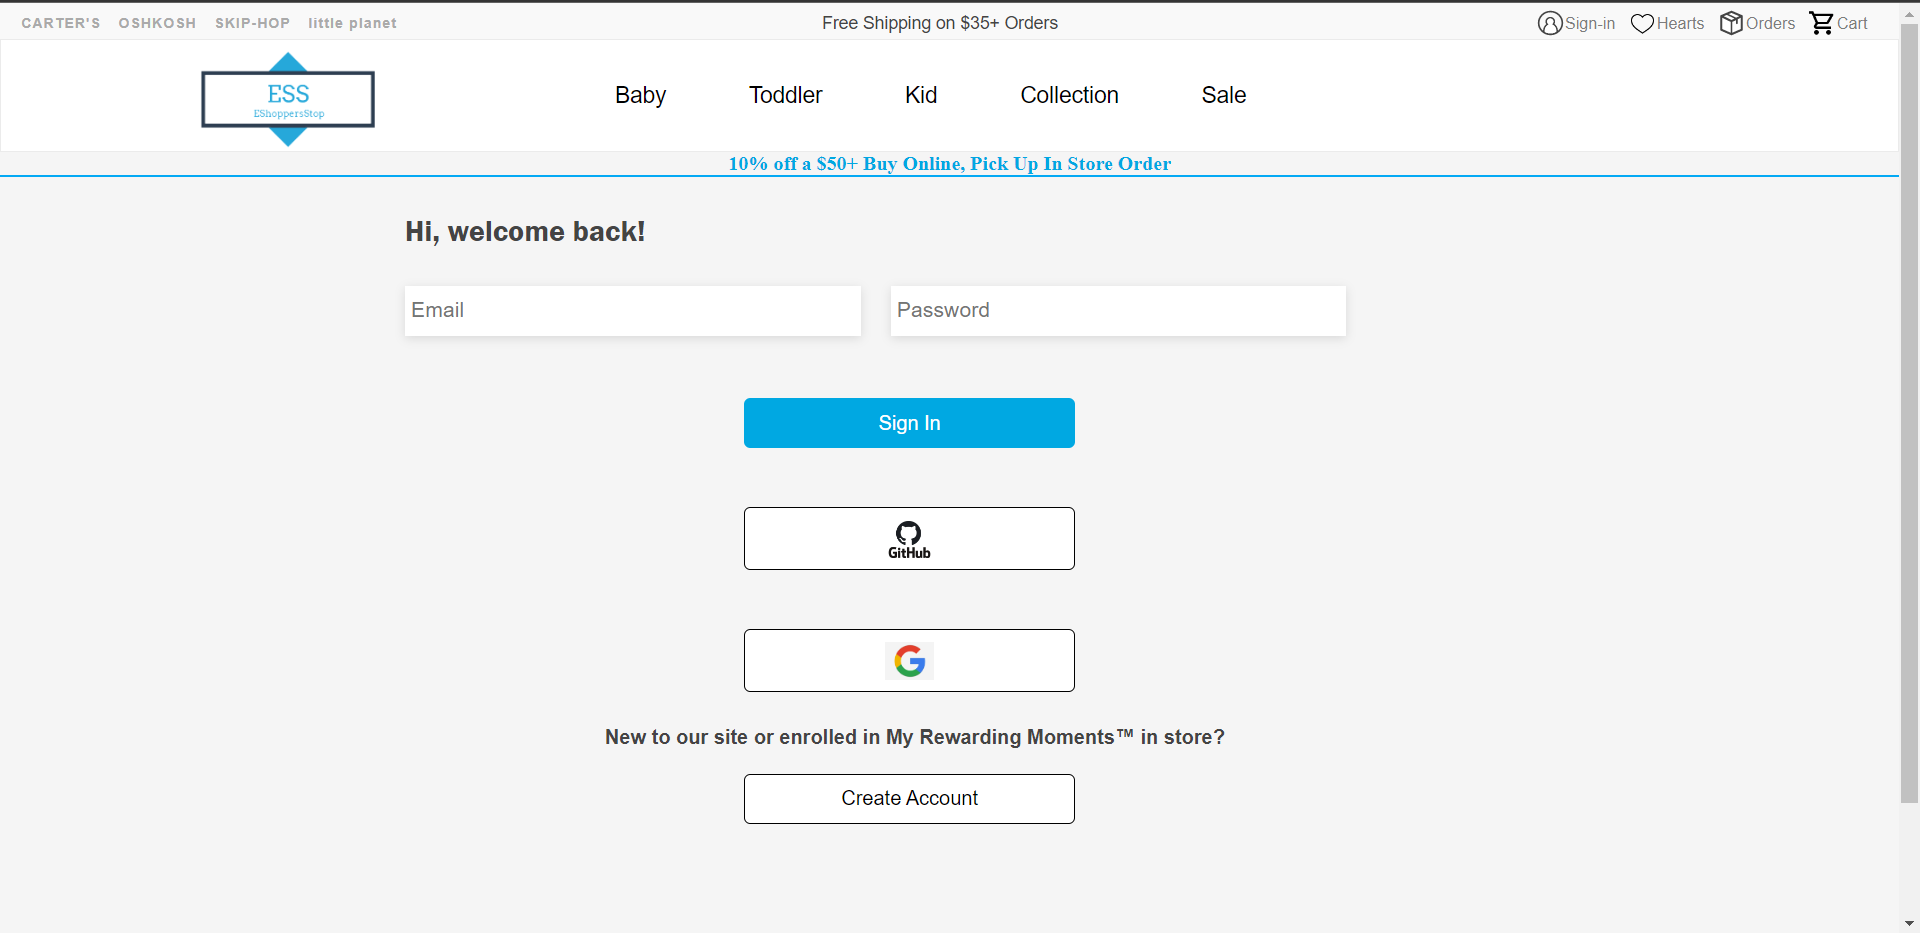 CARTER'S OSHKOSH SKIP-HOP little planet Free Shipping on $35+ Orders Sign-in Hearts Orders Cart
ESS
EShoppersStop
Baby Toddler Kid Collection Sale
10% off a $50+ Buy Online, Pick Up In Store Order
Hi, welcome back!
Email Password
Sign In
GitHub
G
New to our site or enrolled in My Rewarding Moments™ in store?
Create Account